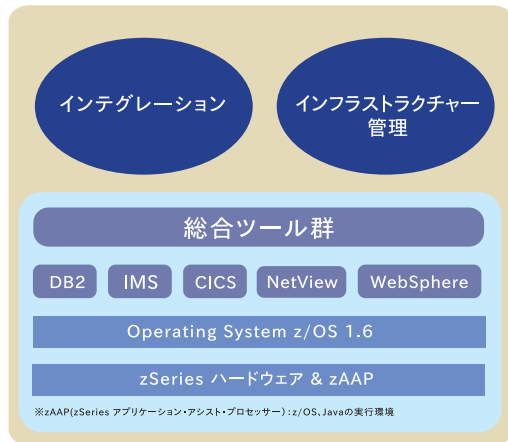 インテグレーション
インフラストラクチャー
管理
総合ツール群
DB2
IMS
CICS
NetView
WebSphere
Operating System z/OS 1.6
zSeries ハードウェア & zAAP
※zAAP(zSeries アプリケーション・アシスト・プロセッサー):z/OS、Javaの実行環境